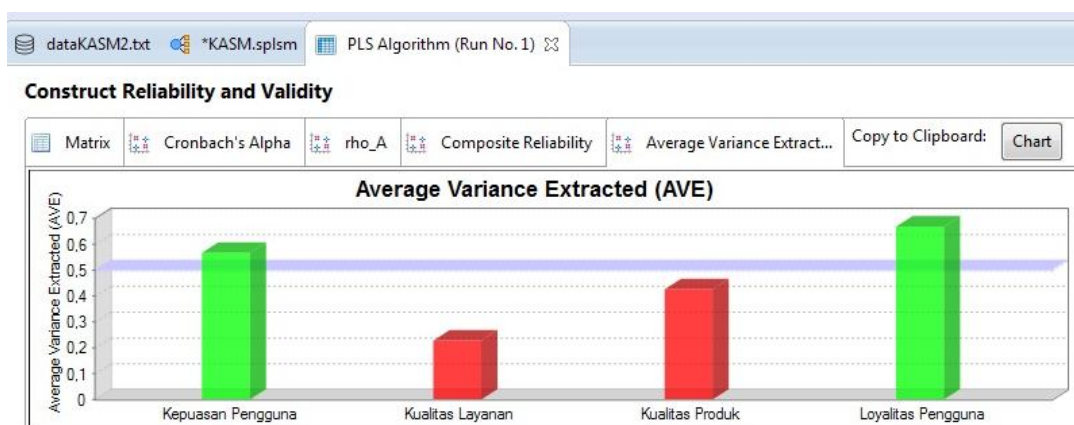 dataKASM2.txt *KASM.splsm PLS Algorithm (Run No. 1)
Construct Reliability and Validity
Matrix Cronbach's Alpha rho_A Composite Reliability Average Variance Extract... Copy to Clipboard: Chart
Average Variance Extracted (AVE)
Average Variance Extracted (AVE)
0,7
0,6
0,5
0,4
0,3
0,2
0,1
0
Kepuasan Pengguna Kualitas Layanan Kualitas Produk Loyalitas Pengguna